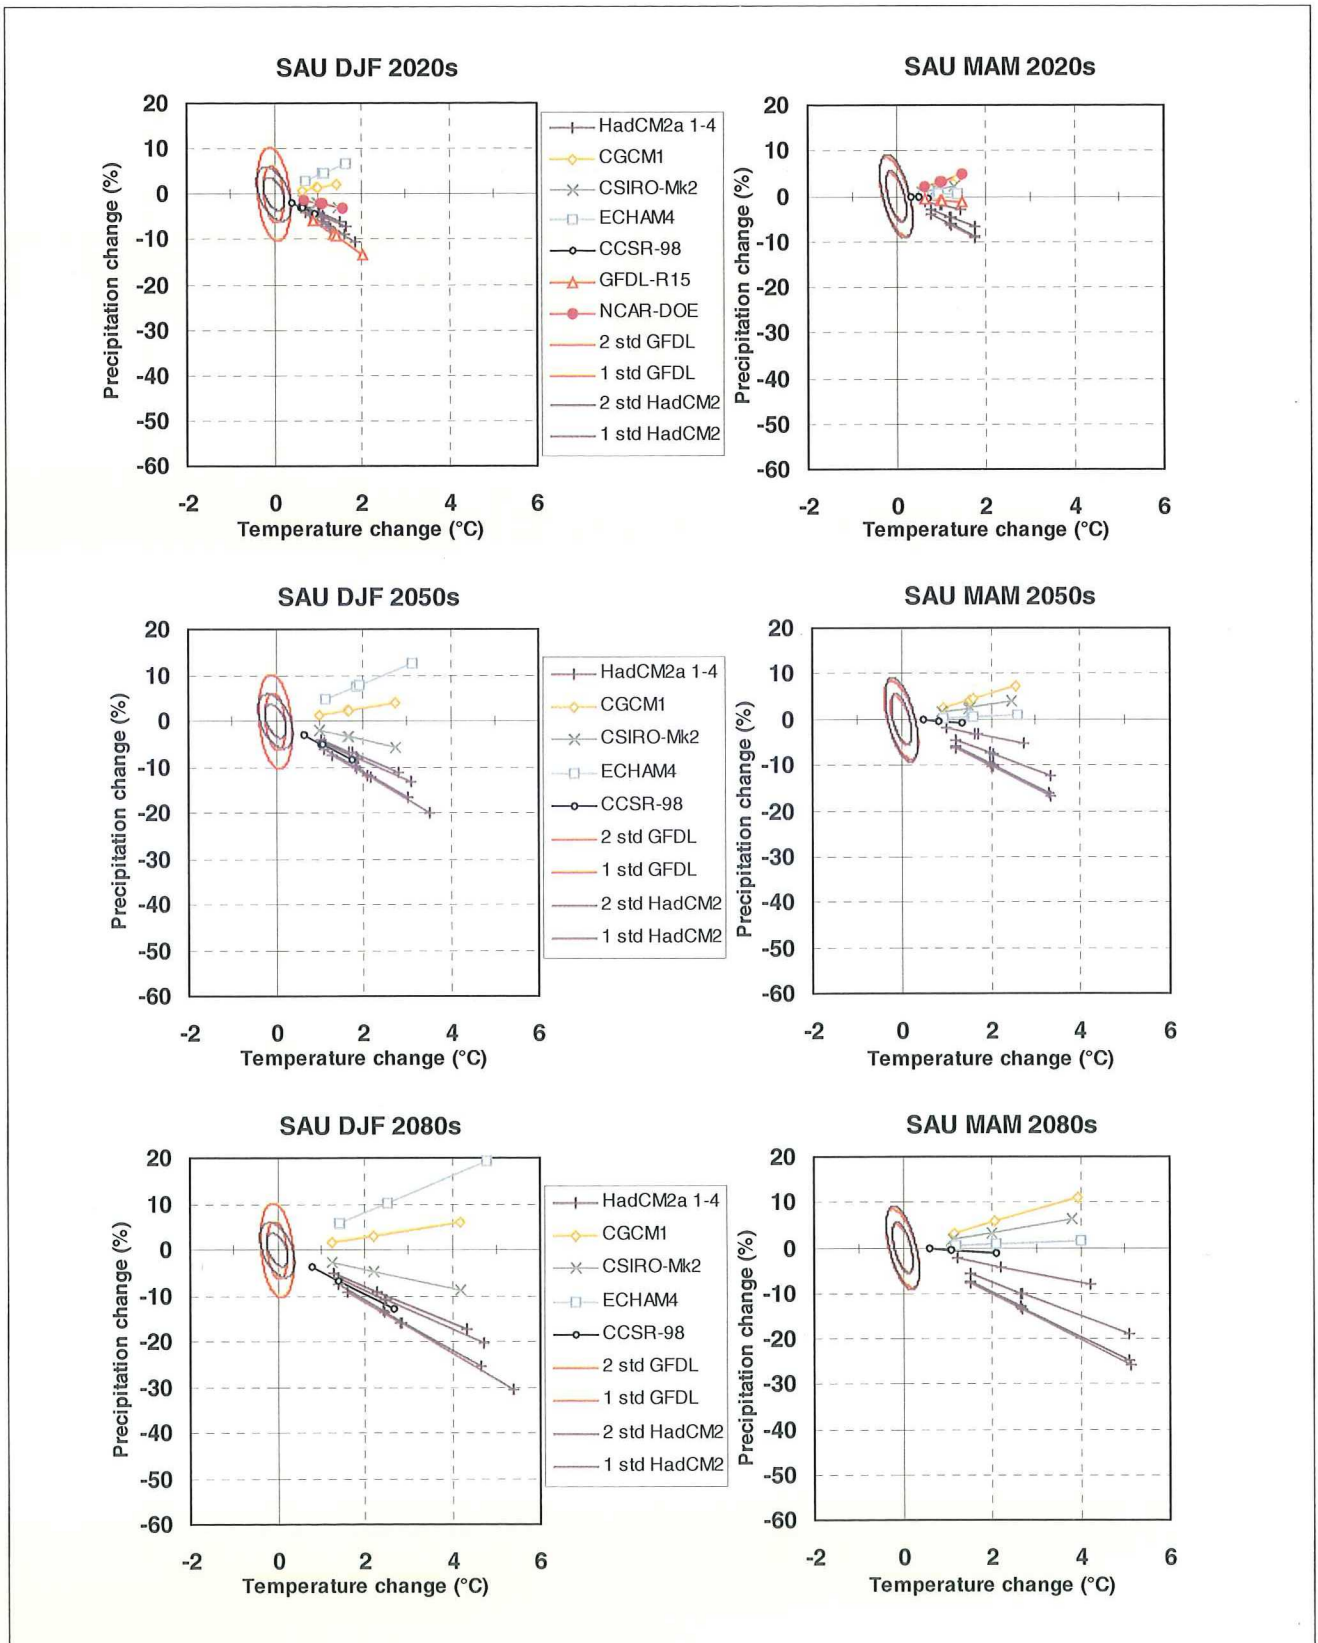 SAU DJF 2020s
20
10
0
-10
-20
-30
-40
-50
-60
Precipitation change (%)
-2 0 2 4 6
Temperature change (°C)
HadCM2a 1-4
CGCM1
CSIRO-Mk2
ECHAM4
CCSR-98
GFDL-R15
NCAR-DOE
2 std GFDL
1 std GFDL
2 std HadCM2
1 std HadCM2
SAU MAM 2020s
20
10
0
-10
-20
-30
-40
-50
-60
Precipitation change (%)
-2 0 2 4 6
Temperature change (°C)
SAU DJF 2050s
20
10
0
-10
-20
-30
-40
-50
-60
Precipitation change (%)
-2 0 2 4 6
Temperature change (°C)
HadCM2a 1-4
CGCM1
CSIRO-Mk2
ECHAM4
CCSR-98
2 std GFDL
1 std GFDL
2 std HadCM2
1 std HadCM2
SAU MAM 2050s
20
10
0
-10
-20
-30
-40
-50
-60
Precipitation change (%)
-2 0 2 4 6
Temperature change (°C)
SAU DJF 2080s
20
10
0
-10
-20
-30
-40
-50
-60
Precipitation change (%)
-2 0 2 4 6
Temperature change (°C)
HadCM2a 1-4
CGCM1
CSIRO-Mk2
ECHAM4
CCSR-98
2 std GFDL
1 std GFDL
2 std HadCM2
1 std HadCM2
SAU MAM 2080s
20
10
0
-10
-20
-30
-40
-50
-60
Precipitation change (%)
-2 0 2 4 6
Temperature change (°C)